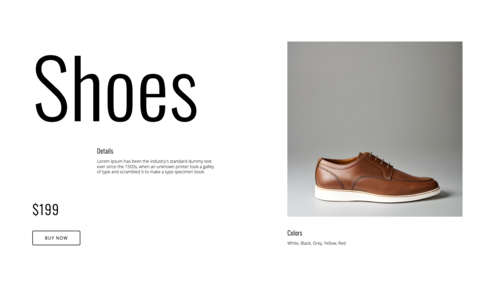 Shoes
Details
Lorem Ipsum has been the industry's standard dummy text
ever since the 1500s, when an unknown printer took a galley
of type and scrambled it to make a type specimen book.
$199
BUY NOW
Colors
White, Black, Grey, Yellow, Red